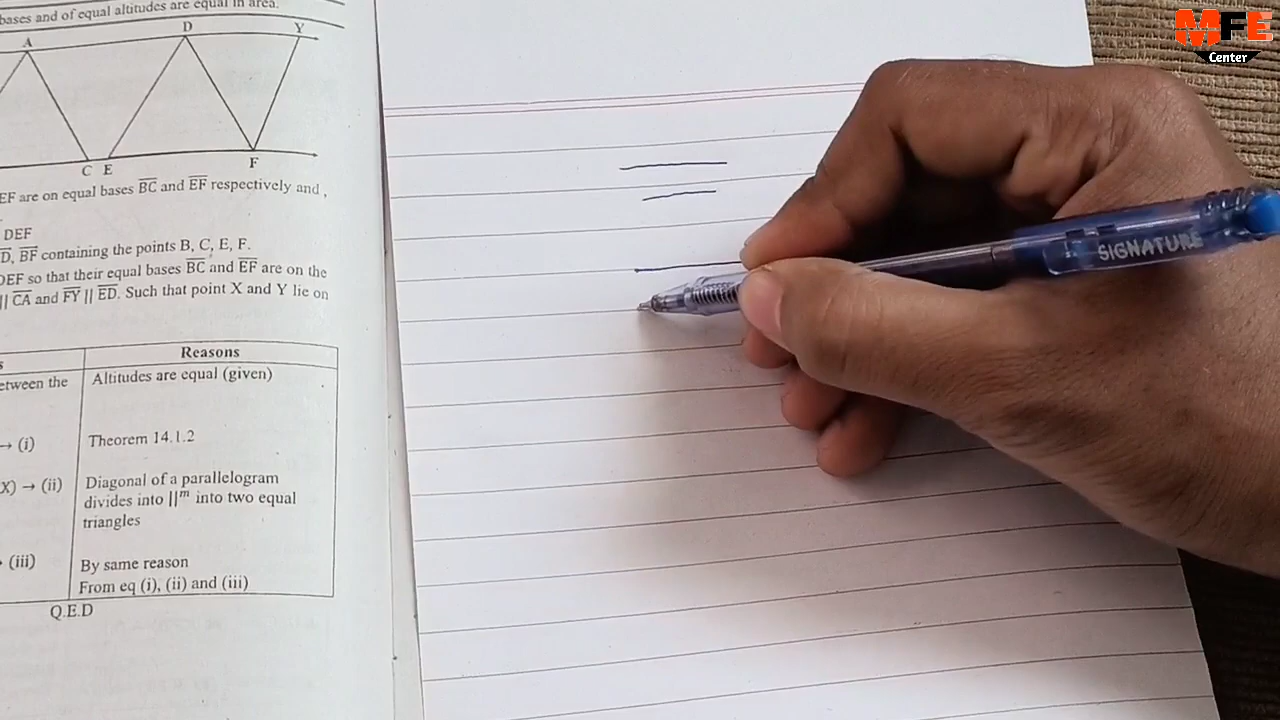 bases and of equal altitudes are equal in area.
A D Y
C E F
EF are on equal bases BC and EF respectively and ,
DEF
D, BF containing the points B, C, E, F.
DEF so that their equal bases BC and EF are on the
|| CA and FY || ED. Such that point X and Y lie on
s Reasons
etween the Altitudes are equal (given)
→ (i) Theorem 14.1.2
X) → (ii) Diagonal of a parallelogram
divides into ||m into two equal
triangles
(iii) By same reason
From eq (i), (ii) and (iii)
Q.E.D
SIGNATURE
MFE
Center